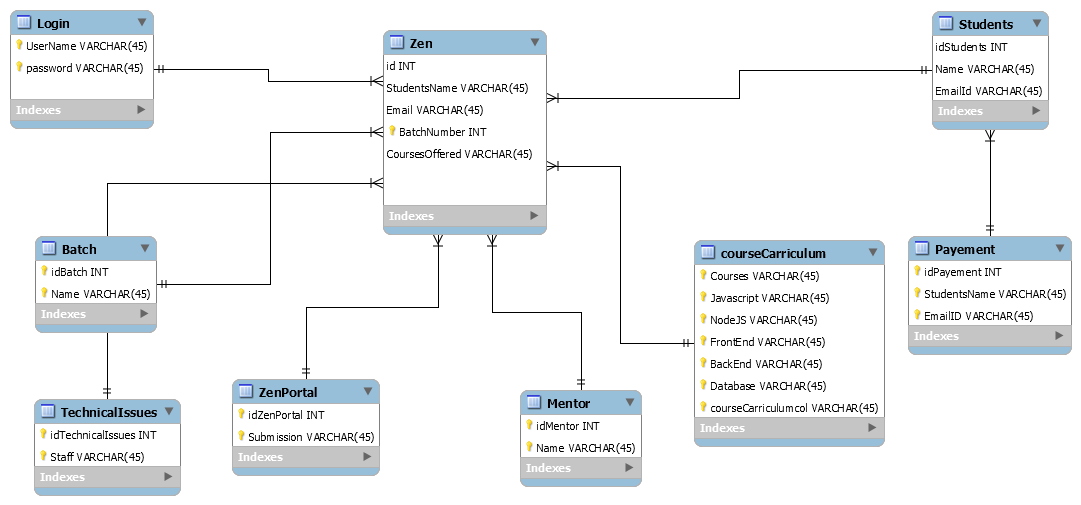 Login
UserName VARCHAR(45)
password VARCHAR(45)
Indexes
Zen
id INT
StudentsName VARCHAR(45)
Email VARCHAR(45)
BatchNumber INT
CoursesOffered VARCHAR(45)
Indexes
Students
idStudents INT
Name VARCHAR(45)
EmailId VARCHAR(45)
Indexes
Batch
idBatch INT
Name VARCHAR(45)
Indexes
courseCarriculum
Courses VARCHAR(45)
Javascript VARCHAR(45)
NodeJS VARCHAR(45)
FrontEnd VARCHAR(45)
BackEnd VARCHAR(45)
Database VARCHAR(45)
courseCarriculumcol VARCHAR(45)
Indexes
Payement
idPayement INT
StudentsName VARCHAR(45)
EmailID VARCHAR(45)
Indexes
TechnicalIssues
idTechnicalIssues INT
Staff VARCHAR(45)
Indexes
ZenPortal
idZenPortal INT
Submission VARCHAR(45)
Indexes
Mentor
idMentor INT
Name VARCHAR(45)
Indexes